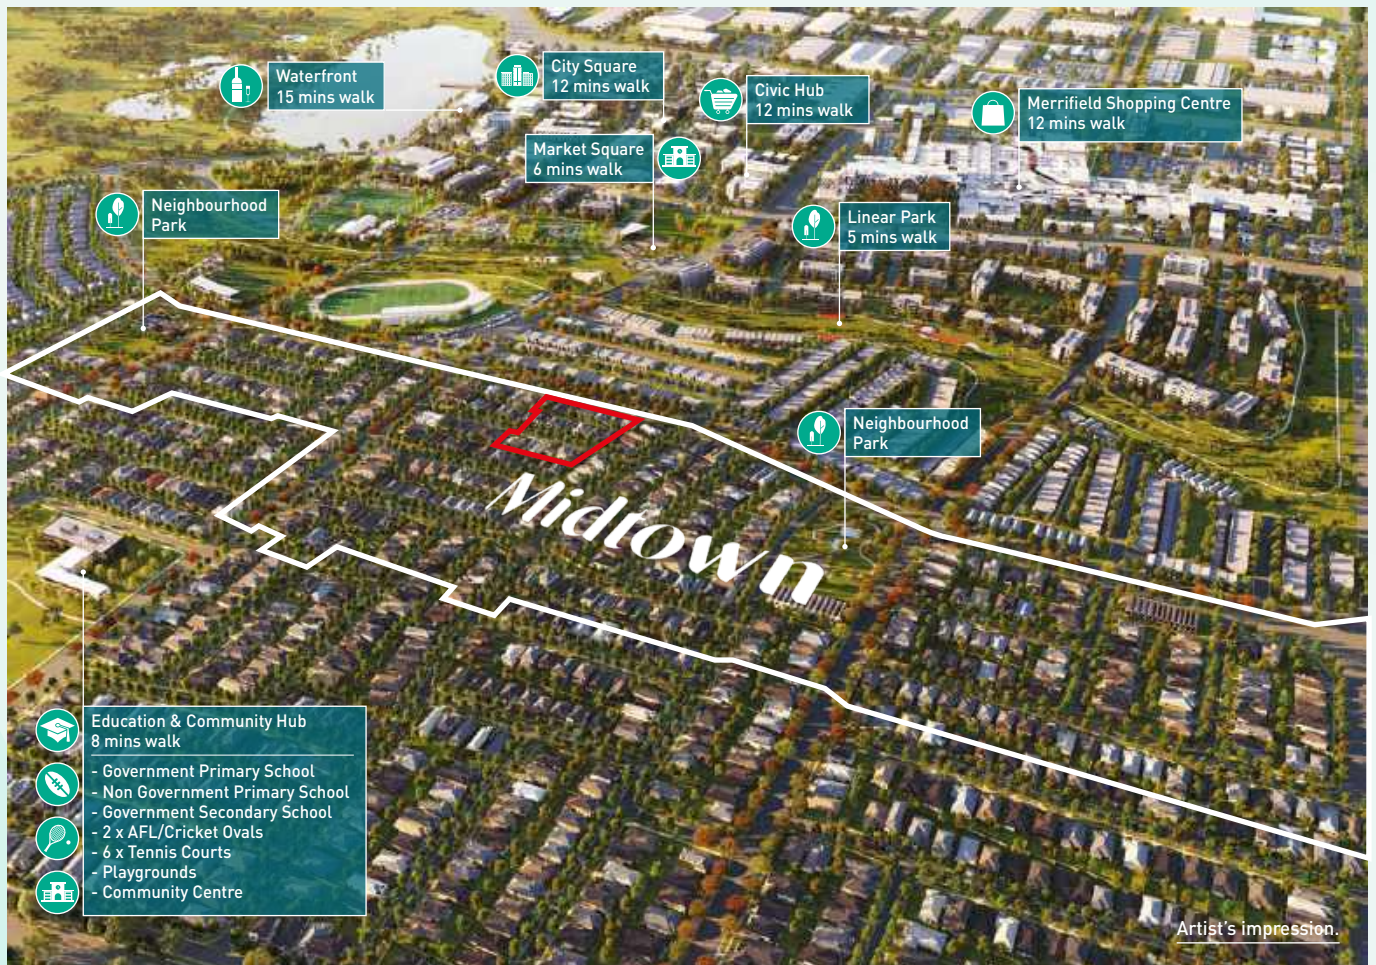 Waterfront
15 mins walk
City Square
12 mins walk
Civic Hub
12 mins walk
Merrifield Shopping Centre
12 mins walk
Market Square
6 mins walk
Neighbourhood
Park
Linear Park
5 mins walk
Neighbourhood
Park
Midtown
Education & Community Hub
8 mins walk
- Government Primary School
- Non Government Primary School
- Government Secondary School
- 2 x AFL/Cricket Ovals
- 6 x Tennis Courts
- Playgrounds
- Community Centre
Artist's impression.